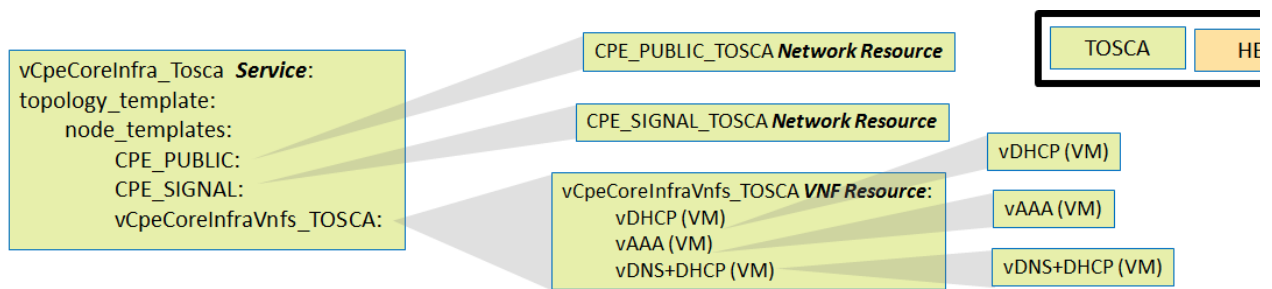 vCpeCoreInfra_Tosca Service:
topology_template:
node_templates:
CPE_PUBLIC:
CPE_SIGNAL:
vCpeCoreInfraVnfs_TOSCA:
CPE_PUBLIC_TOSCA Network Resource
CPE_SIGNAL_TOSCA Network Resource
vCpeCoreInfraVnfs_TOSCA VNF Resource:
vDHCP (VM)
vAAA (VM)
vDNS+DHCP (VM)
TOSCA
HE
vDHCP (VM)
vAAA (VM)
vDNS+DHCP (VM)